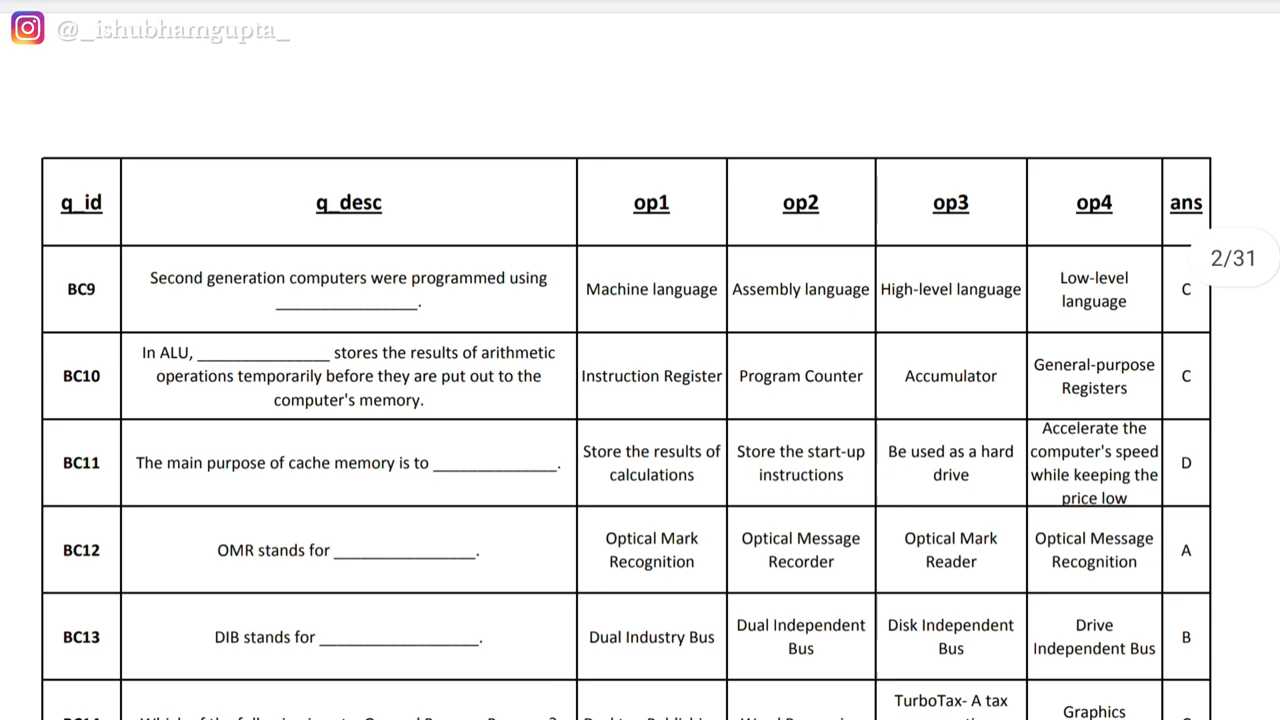 @_ishubhamgupta_
q_id q_desc op1 op2 op3 op4 ans
2/31
BC9 Second generation computers were programmed using _______________. Machine language Assembly language High-level language Low-level language C
BC10 In ALU, ______________ stores the results of arithmetic operations temporarily before they are put out to the computer's memory. Instruction Register Program Counter Accumulator General-purpose Registers C
BC11 The main purpose of cache memory is to _____________. Store the results of calculations Store the start-up instructions Be used as a hard drive Accelerate the computer's speed while keeping the price low D
BC12 OMR stands for _______________. Optical Mark Recognition Optical Message Recorder Optical Mark Reader Optical Message Recognition A
BC13 DIB stands for _________________. Dual Industry Bus Dual Independent Bus Disk Independent Bus Drive Independent Bus B
TurboTax- A tax
Graphics